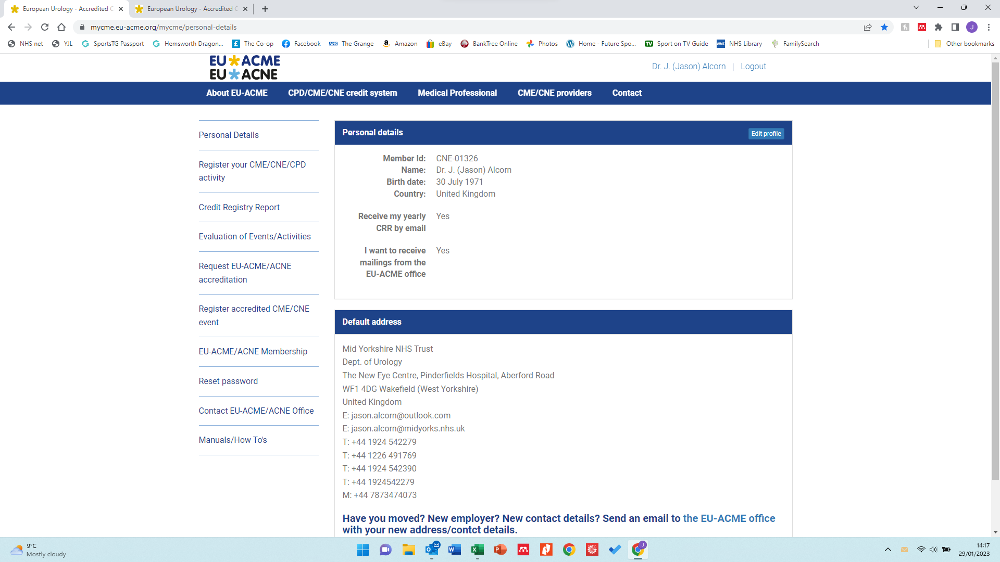 European Urology - Accredited C
European Urology - Accredited C
mycme.eu-acme.org/mycme/personal-details
J
NHS net
YJL
SportsTG Passport
Hemsworth Dragon...
The Co-op
Facebook
The Grange
Amazon
eBay
BankTree Online
Photos
Home - Future Spo...
Sport on TV Guide
NHS Library
FamilySearch
Other bookmarks
EU ACME
EU ACNE
Dr. J. (Jason) Alcorn | Logout
About EU-ACME
CPD/CME/CNE credit system
Medical Professional
CME/CNE providers
Contact
Personal Details
Register your CME/CNE/CPD
activity
Credit Registry Report
Evaluation of Events/Activities
Request EU-ACME/ACNE
accreditation
Register accredited CME/CNE
event
EU-ACME/ACNE Membership
Reset password
Contact EU-ACME/ACNE Office
Manuals/How To's
Personal details
Edit profile
Member Id: CNE-01326
Name: Dr. J. (Jason) Alcorn
Birth date: 30 July 1971
Country: United Kingdom
Receive my yearly Yes
CRR by email
I want to receive Yes
mailings from the
EU-ACME office
Default address
Mid Yorkshire NHS Trust
Dept. of Urology
The New Eye Centre, Pinderfields Hospital, Aberford Road
WF1 4DG Wakefield (West Yorkshire)
United Kingdom
E: jason.alcorn@outlook.com
E: jason.alcorn@midyorks.nhs.uk
T: +44 1924 542279
T: +44 1226 491769
T: +44 1924 542390
T: +44 1924542279
M: +44 7873474073
Have you moved? New employer? New contact details? Send an email to the EU-ACME office
with your new address/contct details.
9°C
Mostly cloudy
14:17
29/01/2023